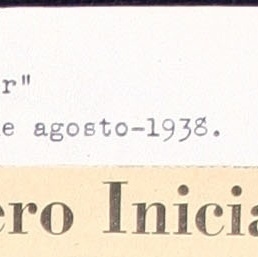 r"
e agosto-1938.
ero Inicia